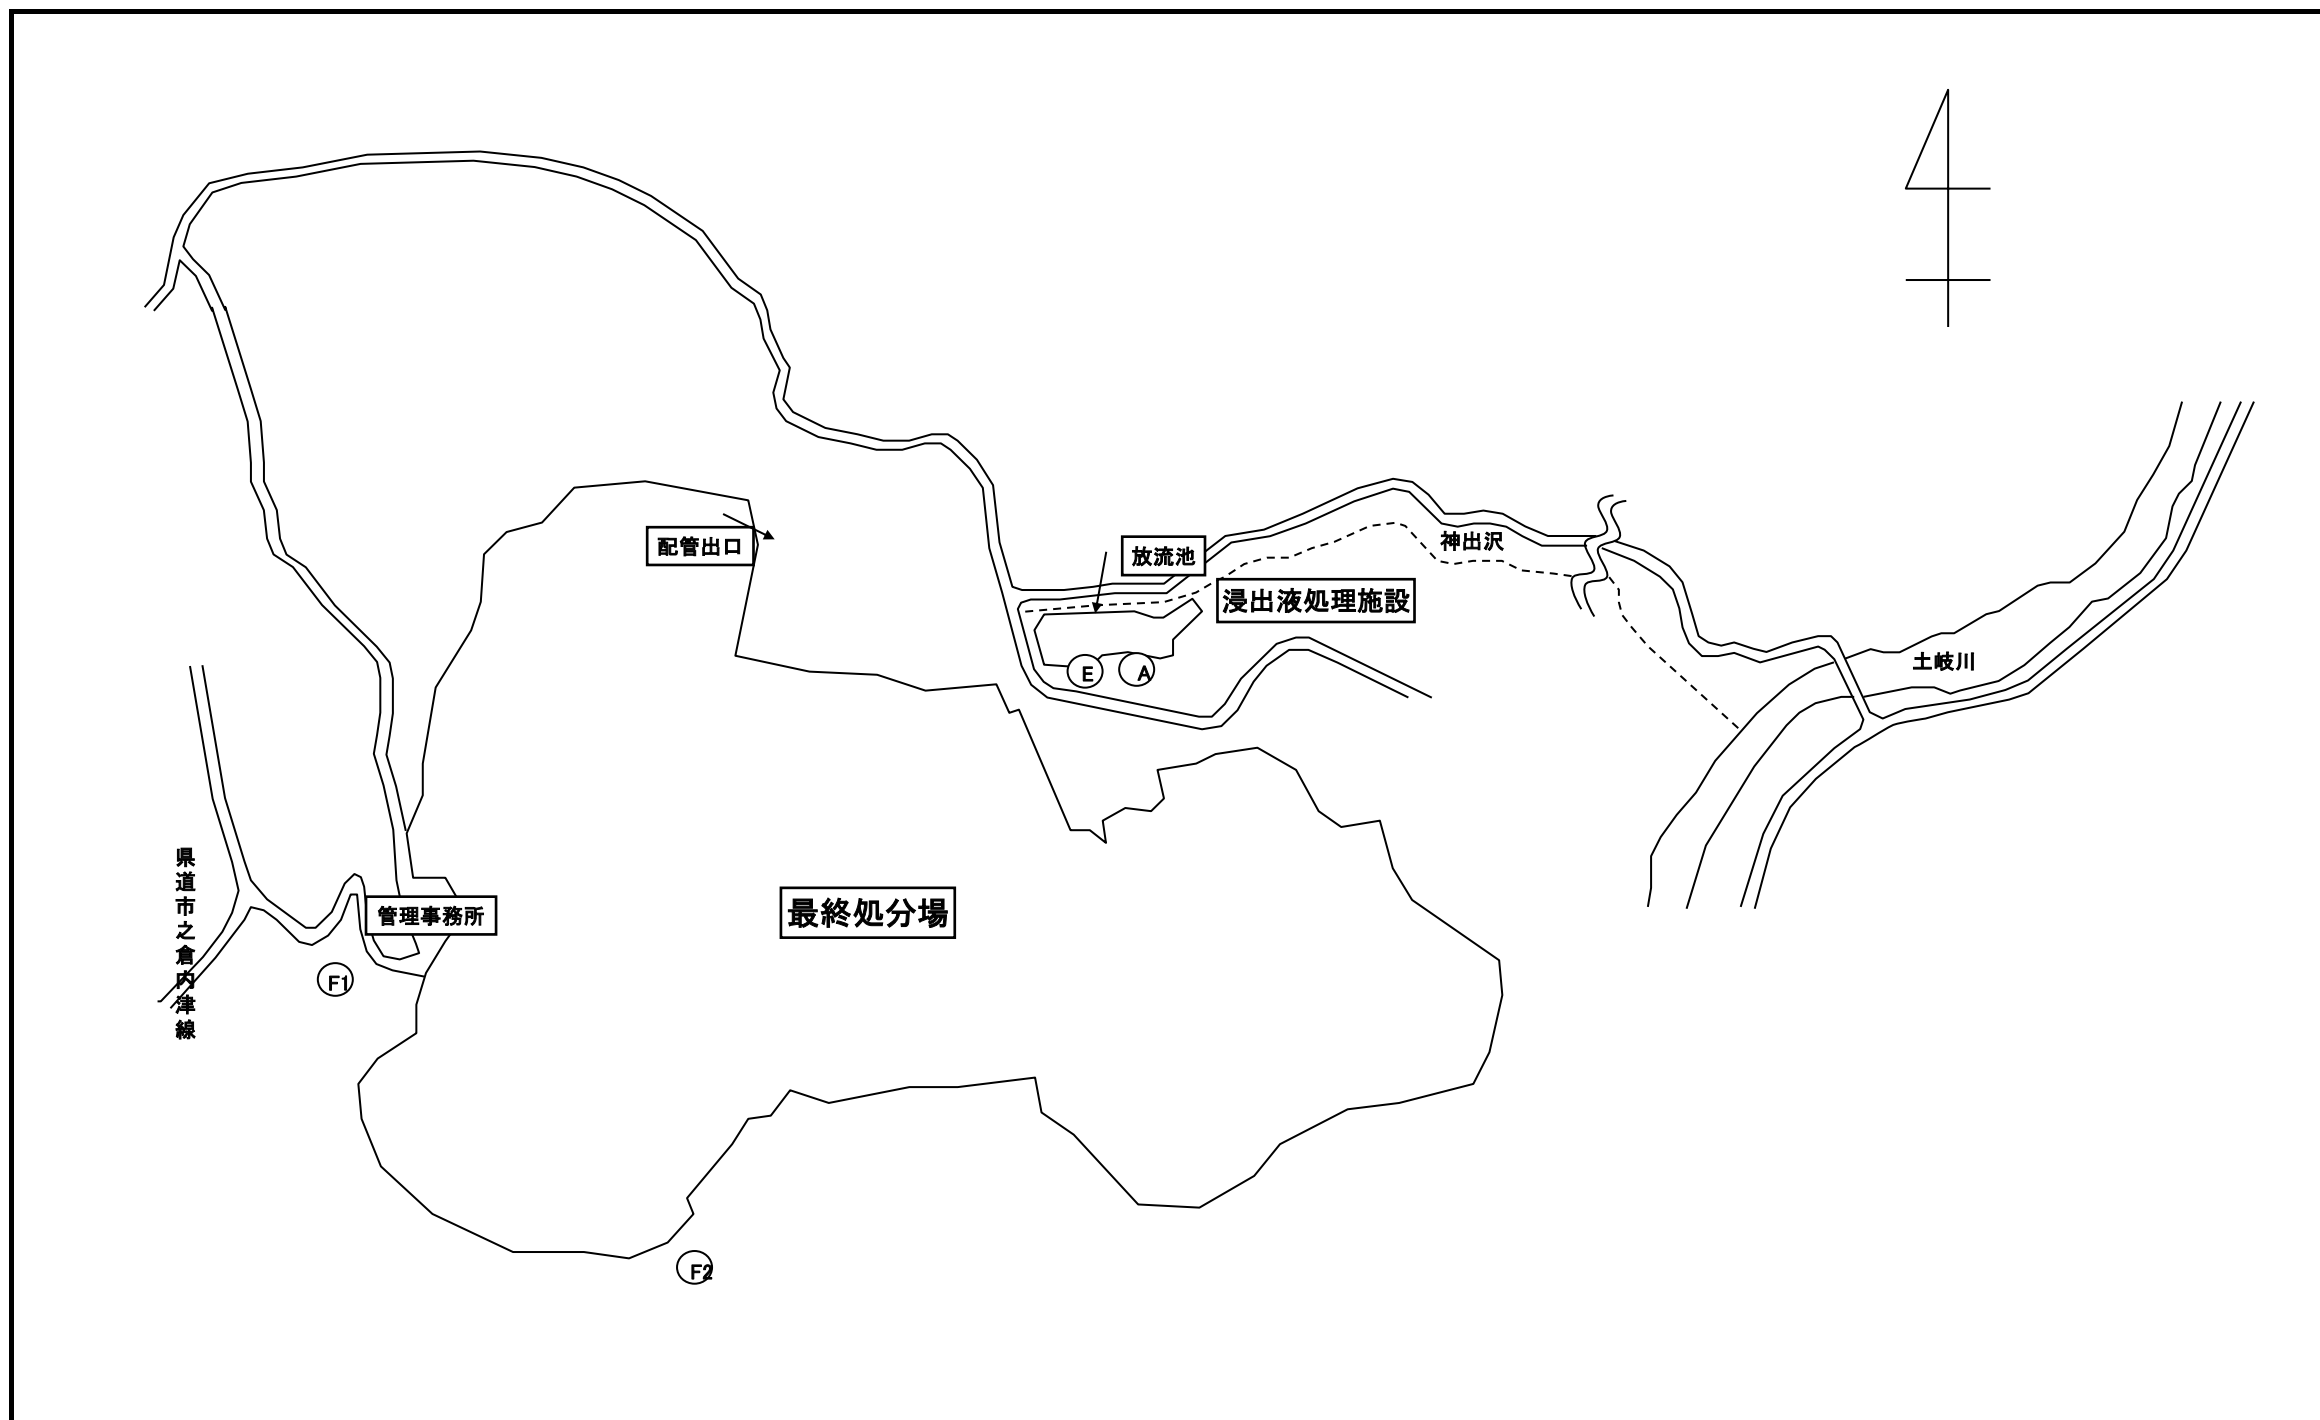 配管出口
放流池
神出沢
浸出液処理施設
土岐川
E
A
県道市之倉内津線
管理事務所
最終処分場
F1
F2